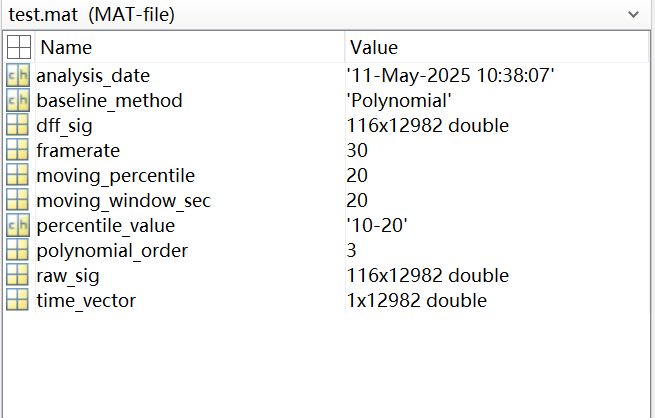 test.mat (MAT-file)
Name Value
analysis_date '11-May-2025 10:38:07'
baseline_method 'Polynomial'
dff_sig 116x12982 double
framerate 30
moving_percentile 20
moving_window_sec 20
percentile_value '10-20'
polynomial_order 3
raw_sig 116x12982 double
time_vector 1x12982 double